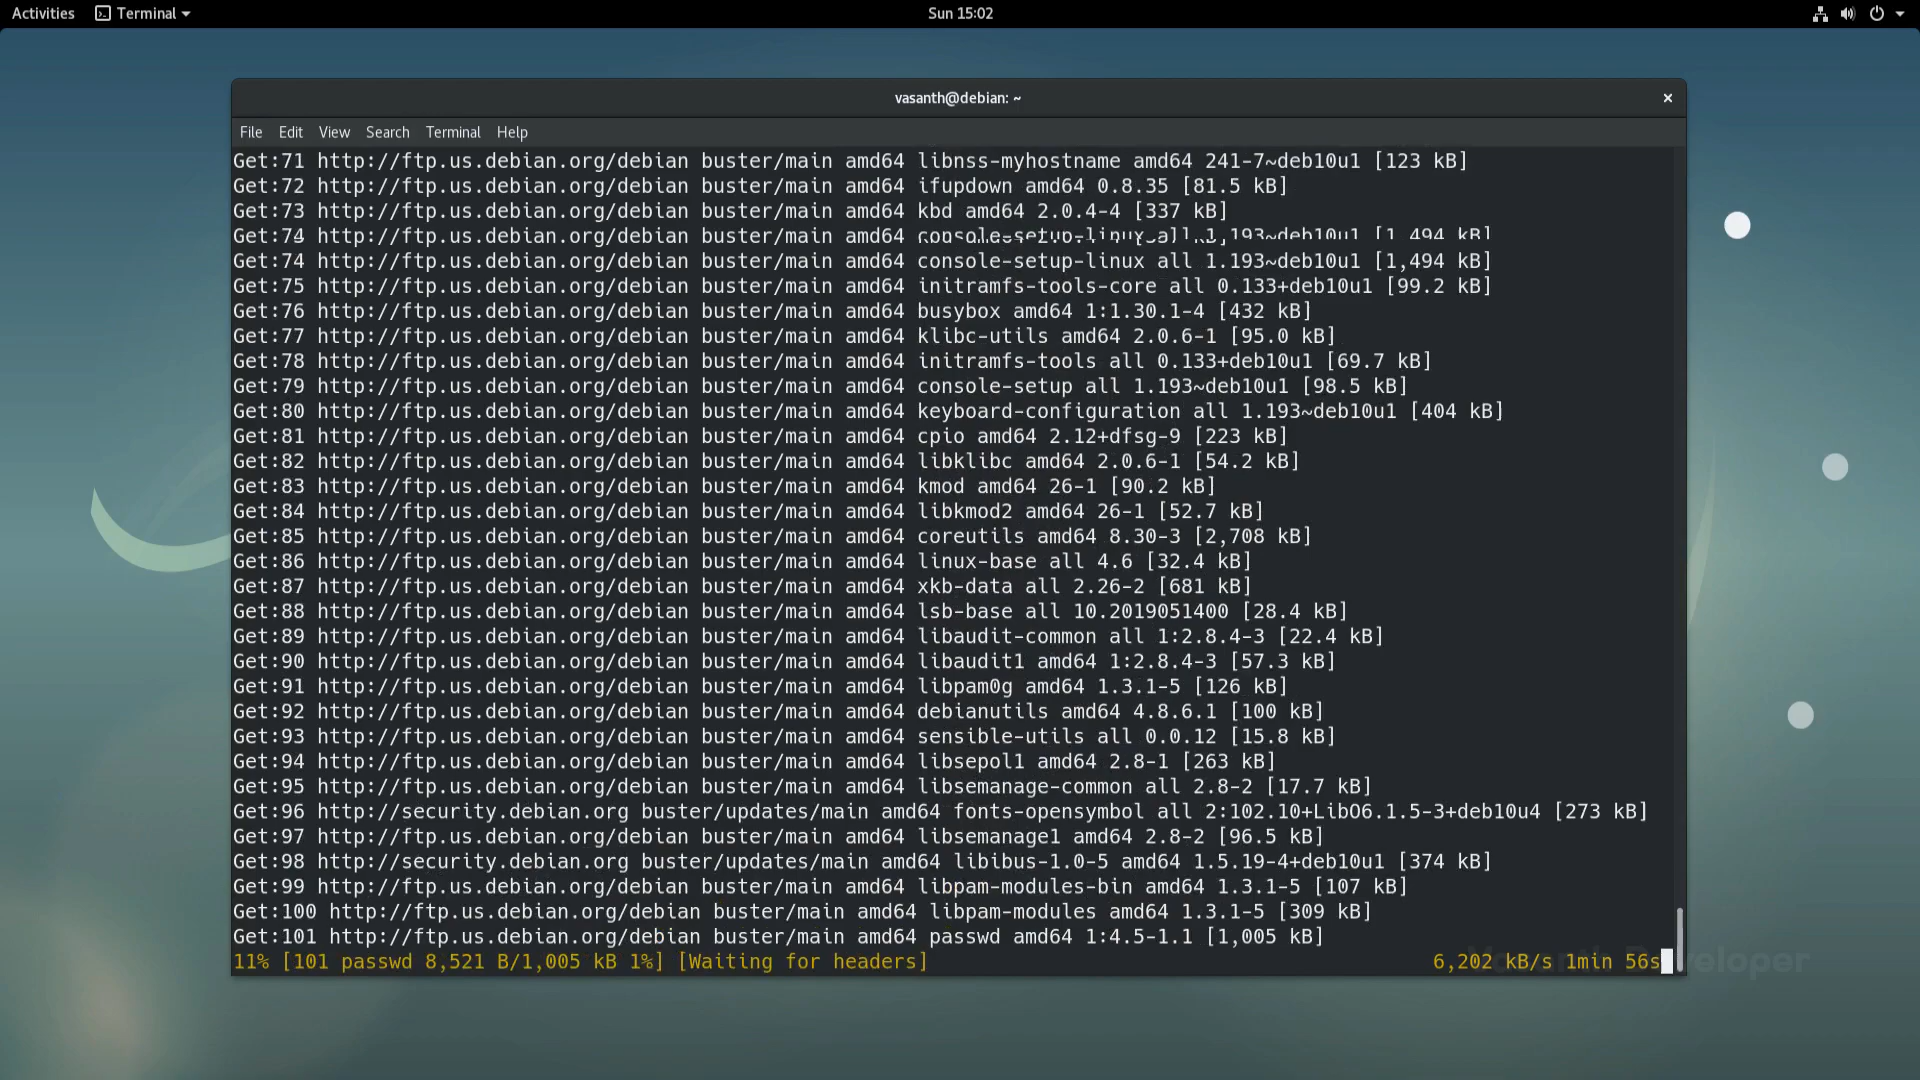 Activities Terminal Sun 15:02
vasanth@debian: ~
File Edit View Search Terminal Help
Get:71 http://ftp.us.debian.org/debian buster/main amd64 libnss-myhostname amd64 241-7~deb10u1 [123 kB]
Get:72 http://ftp.us.debian.org/debian buster/main amd64 ifupdown amd64 0.8.35 [81.5 kB]
Get:73 http://ftp.us.debian.org/debian buster/main amd64 kbd amd64 2.0.4-4 [337 kB]
Get:74 http://ftp.us.debian.org/debian buster/main amd64 console-setup-linux all 1.193~deb10u1 [1,494 kB]
Get:74 http://ftp.us.debian.org/debian buster/main amd64 console-setup-linux all 1.193~deb10u1 [1,494 kB]
Get:75 http://ftp.us.debian.org/debian buster/main amd64 initramfs-tools-core all 0.133+deb10u1 [99.2 kB]
Get:76 http://ftp.us.debian.org/debian buster/main amd64 busybox amd64 1:1.30.1-4 [432 kB]
Get:77 http://ftp.us.debian.org/debian buster/main amd64 klibc-utils amd64 2.0.6-1 [95.0 kB]
Get:78 http://ftp.us.debian.org/debian buster/main amd64 initramfs-tools all 0.133+deb10u1 [69.7 kB]
Get:79 http://ftp.us.debian.org/debian buster/main amd64 console-setup all 1.193~deb10u1 [98.5 kB]
Get:80 http://ftp.us.debian.org/debian buster/main amd64 keyboard-configuration all 1.193~deb10u1 [404 kB]
Get:81 http://ftp.us.debian.org/debian buster/main amd64 cpio amd64 2.12+dfsg-9 [223 kB]
Get:82 http://ftp.us.debian.org/debian buster/main amd64 libklibc amd64 2.0.6-1 [54.2 kB]
Get:83 http://ftp.us.debian.org/debian buster/main amd64 kmod amd64 26-1 [90.2 kB]
Get:84 http://ftp.us.debian.org/debian buster/main amd64 libkmod2 amd64 26-1 [52.7 kB]
Get:85 http://ftp.us.debian.org/debian buster/main amd64 coreutils amd64 8.30-3 [2,708 kB]
Get:86 http://ftp.us.debian.org/debian buster/main amd64 linux-base all 4.6 [32.4 kB]
Get:87 http://ftp.us.debian.org/debian buster/main amd64 xkb-data all 2.26-2 [681 kB]
Get:88 http://ftp.us.debian.org/debian buster/main amd64 lsb-base all 10.2019051400 [28.4 kB]
Get:89 http://ftp.us.debian.org/debian buster/main amd64 libaudit-common all 1:2.8.4-3 [22.4 kB]
Get:90 http://ftp.us.debian.org/debian buster/main amd64 libaudit1 amd64 1:2.8.4-3 [57.3 kB]
Get:91 http://ftp.us.debian.org/debian buster/main amd64 libpam0g amd64 1.3.1-5 [126 kB]
Get:92 http://ftp.us.debian.org/debian buster/main amd64 debianutils amd64 4.8.6.1 [100 kB]
Get:93 http://ftp.us.debian.org/debian buster/main amd64 sensible-utils all 0.0.12 [15.8 kB]
Get:94 http://ftp.us.debian.org/debian buster/main amd64 libsepol1 amd64 2.8-1 [263 kB]
Get:95 http://ftp.us.debian.org/debian buster/main amd64 libsemanage-common all 2.8-2 [17.7 kB]
Get:96 http://security.debian.org buster/updates/main amd64 fonts-opensymbol all 2:102.10+LibO6.1.5-3+deb10u4 [273 kB]
Get:97 http://ftp.us.debian.org/debian buster/main amd64 libsemanage1 amd64 2.8-2 [96.5 kB]
Get:98 http://security.debian.org buster/updates/main amd64 libibus-1.0-5 amd64 1.5.19-4+deb10u1 [374 kB]
Get:99 http://ftp.us.debian.org/debian buster/main amd64 libpam-modules-bin amd64 1.3.1-5 [107 kB]
Get:100 http://ftp.us.debian.org/debian buster/main amd64 libpam-modules amd64 1.3.1-5 [309 kB]
Get:101 http://ftp.us.debian.org/debian buster/main amd64 passwd amd64 1:4.5-1.1 [1,005 kB]
11% [101 passwd 8,521 B/1,005 kB 1%] [Waiting for headers] 6,202 kB/s 1min 56s